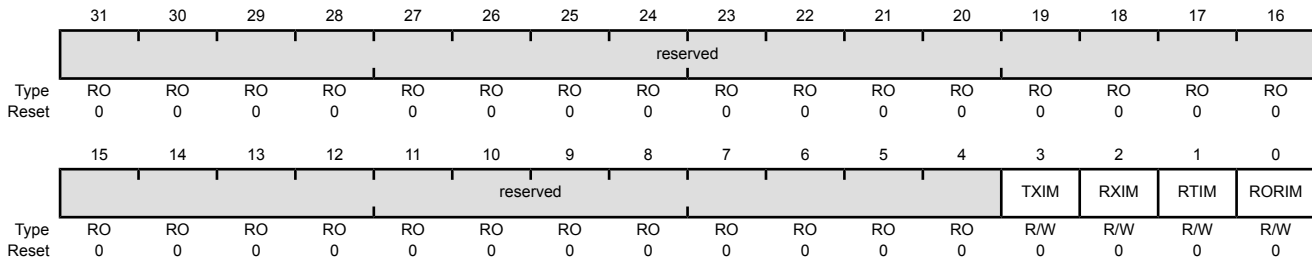 31 30 29 28 27 26 25 24 23 22 21 20 19 18 17 16
reserved
Type RO RO RO RO RO RO RO RO RO RO RO RO RO RO RO RO
Reset 0 0 0 0 0 0 0 0 0 0 0 0 0 0 0 0
15 14 13 12 11 10 9 8 7 6 5 4 3 2 1 0
reserved TXIM RXIM RTIM RORIM
Type RO RO RO RO RO RO RO RO RO RO RO RO R/W R/W R/W R/W
Reset 0 0 0 0 0 0 0 0 0 0 0 0 0 0 0 0